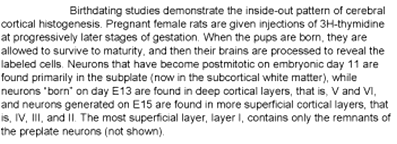 Birthdating studies demonstrate the inside-out pattern of cerebral
cortical histogenesis. Pregnant female rats are given injections of 3H-thymidine
at progressively later stages of gestation. When the pups are born, they are
allowed to survive to maturity, and then their brains are processed to reveal the
labeled cells. Neurons that have become postmitotic on embryonic day 11 are
found primarily in the subplate (now in the subcortical white matter), while
neurons “born” on day E13 are found in deep cortical layers, that is, V and VI,
and neurons generated on E15 are found in more superficial cortical layers, that
is, IV, III, and II. The most superficial layer, layer I, contains only the remnants of
the preplate neurons (not shown).